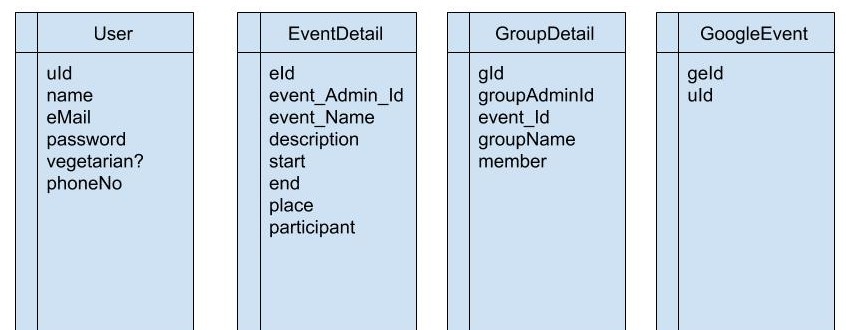 User
uId
name
eMail
password
vegetarian?
phoneNo
EventDetail
eId
event_Admin_Id
event_Name
description
start
end
place
participant
GroupDetail
gId
groupAdminId
event_Id
groupName
member
GoogleEvent
geId
uId